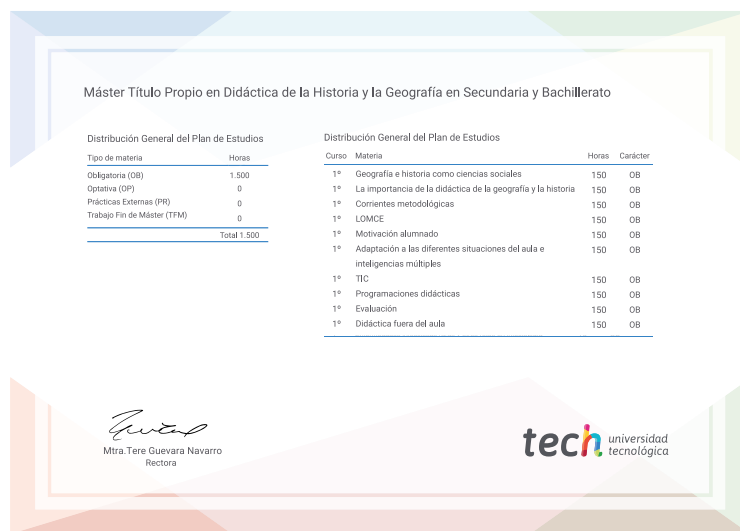 Máster Título Propio en Didáctica de la Historia y la Geografía en Secundaria y Bachillerato
Distribución General del Plan de Estudios
Tipo de materia Horas
Obligatoria (OB) 1.500
Optativa (OP) 0
Prácticas Externas (PR) 0
Trabajo Fin de Máster (TFM) 0
Total 1.500
Distribución General del Plan de Estudios
Curso Materia Horas Carácter
1º Geografía e historia como ciencias sociales 150 OB
1º La importancia de la didáctica de la geografía y la historia 150 OB
1º Corrientes metodológicas 150 OB
1º LOMCE 150 OB
1º Motivación alumnado 150 OB
1º Adaptación a las diferentes situaciones del aula e 150 OB
inteligencias múltiples
1º TIC 150 OB
1º Programaciones didácticas 150 OB
1º Evaluación 150 OB
1º Didáctica fuera del aula 150 OB
Mtra.Tere Guevara Navarro
Rectora
tech universidad
tecnológica